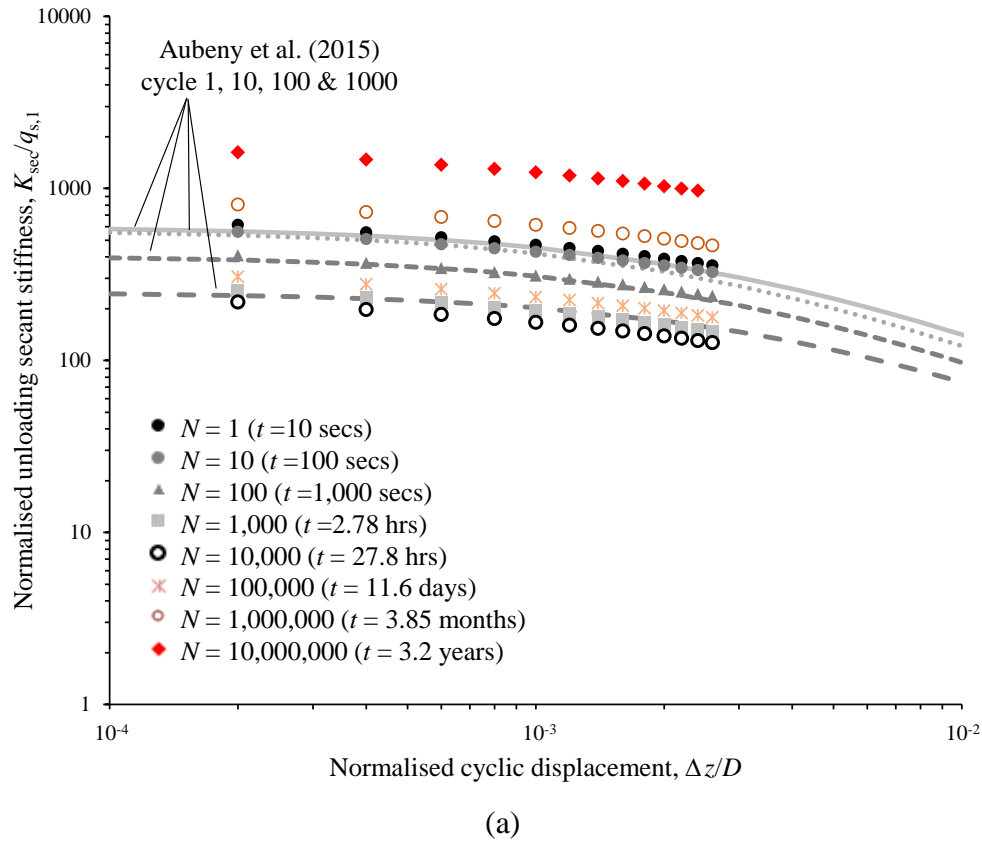 10000
1000
100
10
1
Normalised unloading secant stiffness, K_sec/q_s,1
Aubeny et al. (2015)
cycle 1, 10, 100 & 1000
N = 1 (t =10 secs)
N = 10 (t =100 secs)
N = 100 (t =1,000 secs)
N = 1,000 (t =2.78 hrs)
N = 10,000 (t = 27.8 hrs)
N = 100,000 (t = 11.6 days)
N = 1,000,000 (t = 3.85 months)
N = 10,000,000 (t = 3.2 years)
10⁻⁴ 10⁻³ 10⁻²
Normalised cyclic displacement, Δz/D
(a)